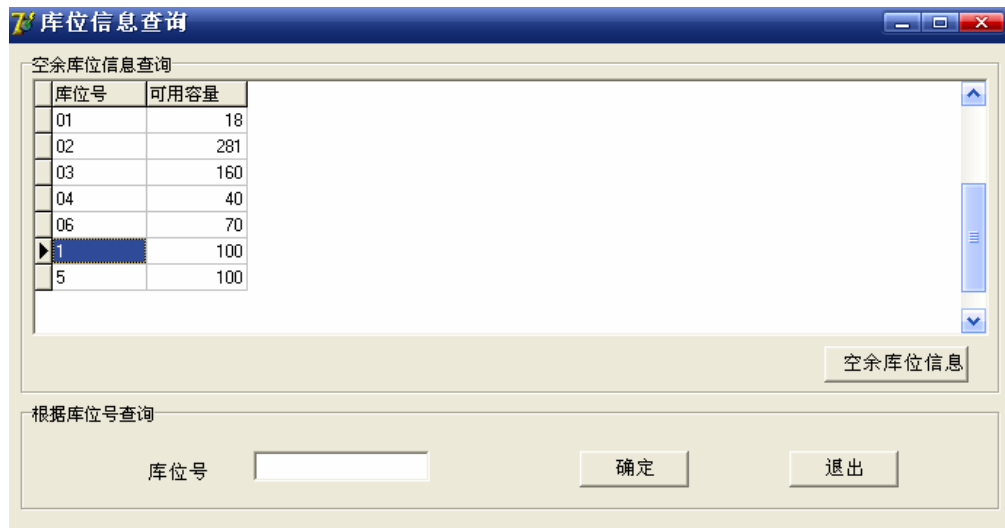 库位信息查询
空余库位信息查询
库位号 可用容量
01 18
02 281
03 160
04 40
06 70
1 100
5 100
空余库位信息
根据库位号查询
库位号 确定 退出